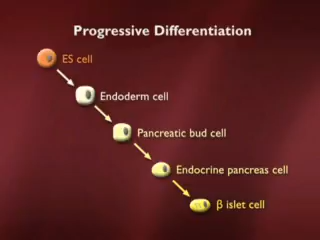 Progressive Differentiation
ES cell
Endoderm cell
Pancreatic bud cell
Endocrine pancreas cell
β islet cell